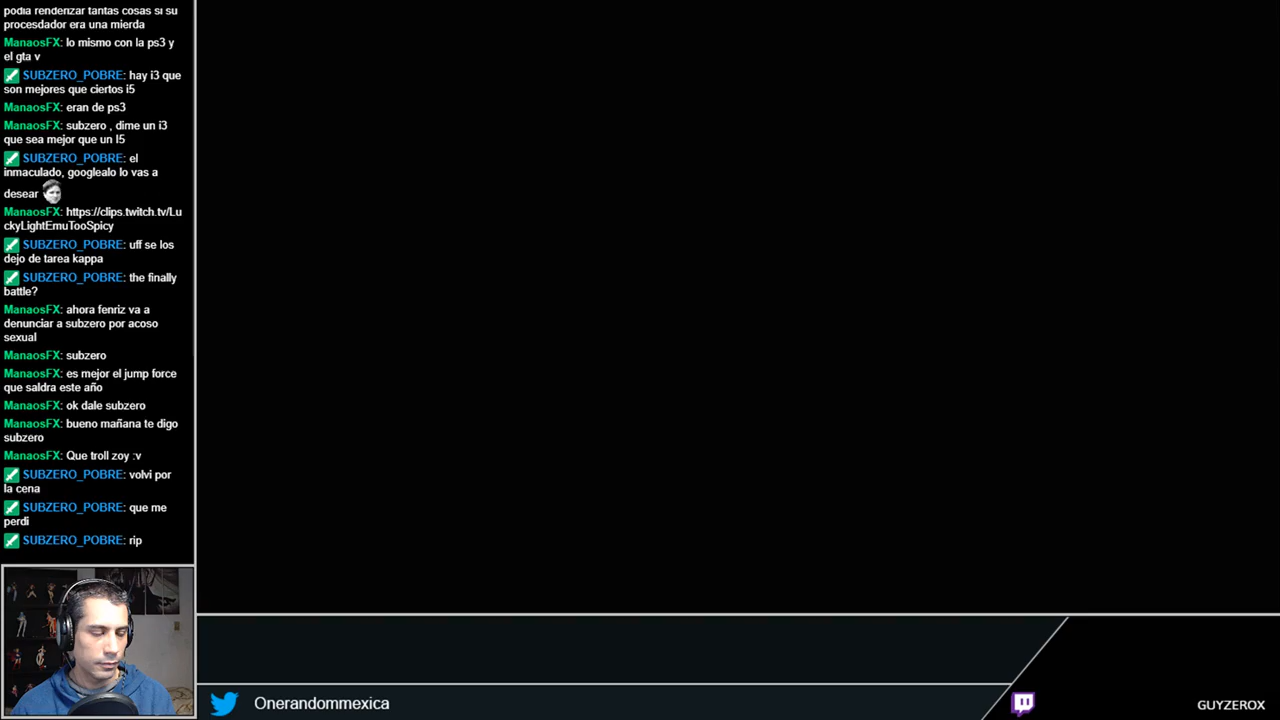 podía renderizar tantas cosas si su
procesdador era una mierda
ManaosFX: lo mismo con la ps3 y
el gta v
SUBZERO_POBRE: hay i3 que
son mejores que ciertos i5
ManaosFX: eran de ps3
ManaosFX: subzero , dime un i3
que sea mejor que un I5
SUBZERO_POBRE: el
inmaculado, googlealo lo vas a
desear
ManaosFX: https://clips.twitch.tv/Lu
ckyLightEmuTooSpicy
SUBZERO_POBRE: uff se los
dejo de tarea kappa
SUBZERO_POBRE: the finally
battle?
ManaosFX: ahora fenriz va a
denunciar a subzero por acoso
sexual
ManaosFX: subzero
ManaosFX: es mejor el jump force
que saldra este año
ManaosFX: ok dale subzero
ManaosFX: bueno mañana te digo
subzero
ManaosFX: Que troll zoy :v
SUBZERO_POBRE: volvi por
la cena
SUBZERO_POBRE: que me
perdi
SUBZERO_POBRE: rip
Onerandommexica
GUYZEROX